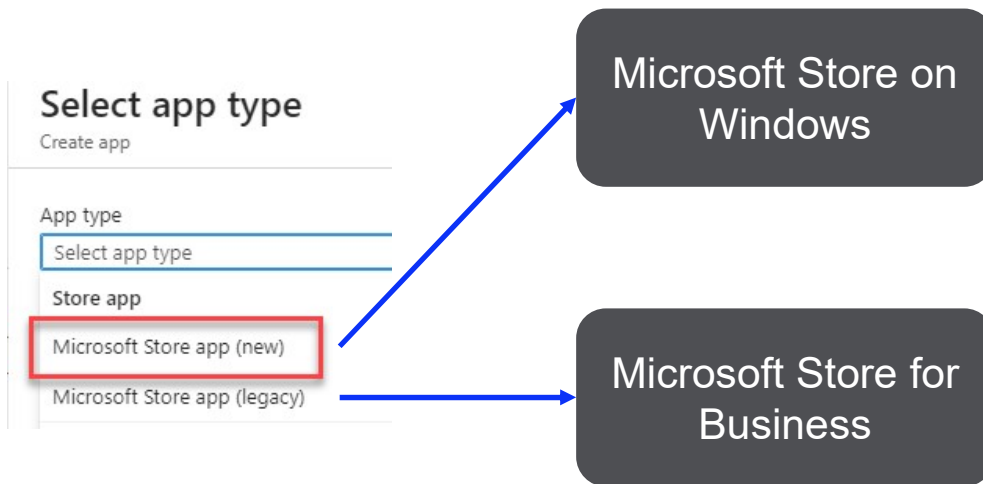 Select app type
Create app
App type
Select app type
Store app
Microsoft Store app (new)
Microsoft Store app (legacy)
Microsoft Store on
Windows
Microsoft Store for
Business